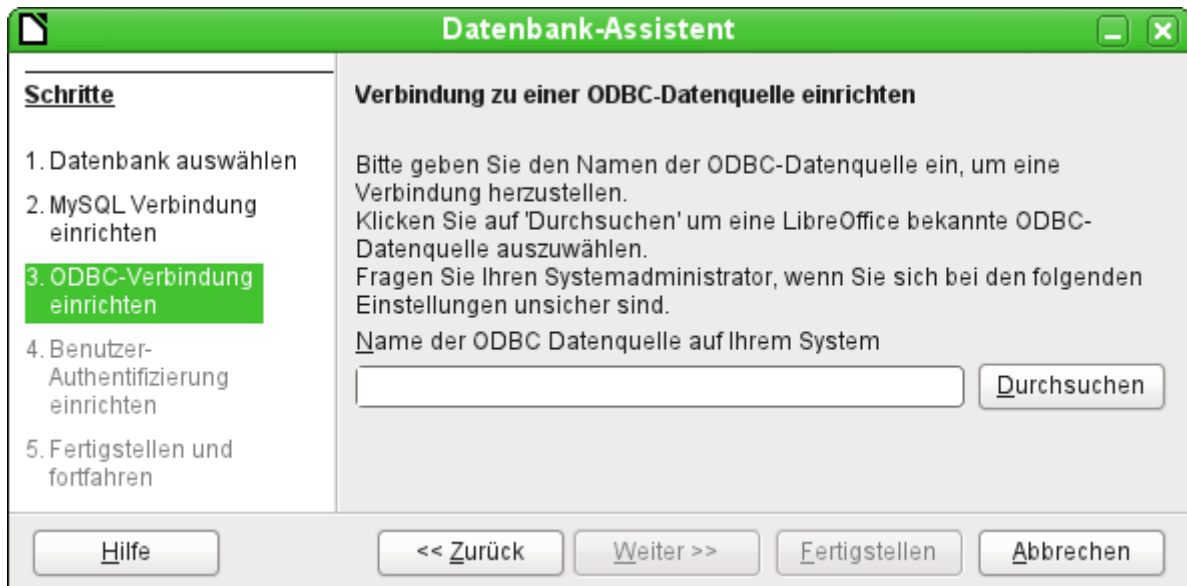 Datenbank-Assistent
Schritte
1. Datenbank auswählen
2. MySQL Verbindung
einrichten
3. ODBC-Verbindung
einrichten
4. Benutzer-
Authentifizierung
einrichten
5. Fertigstellen und
fortfahren
Verbindung zu einer ODBC-Datenquelle einrichten
Bitte geben Sie den Namen der ODBC-Datenquelle ein, um eine
Verbindung herzustellen.
Klicken Sie auf 'Durchsuchen' um eine LibreOffice bekannte ODBC-
Datenquelle auszuwählen.
Fragen Sie Ihren Systemadministrator, wenn Sie sich bei den folgenden
Einstellungen unsicher sind.
Name der ODBC Datenquelle auf Ihrem System
Durchsuchen
Hilfe
<< Zurück
Weiter >>
Fertigstellen
Abbrechen